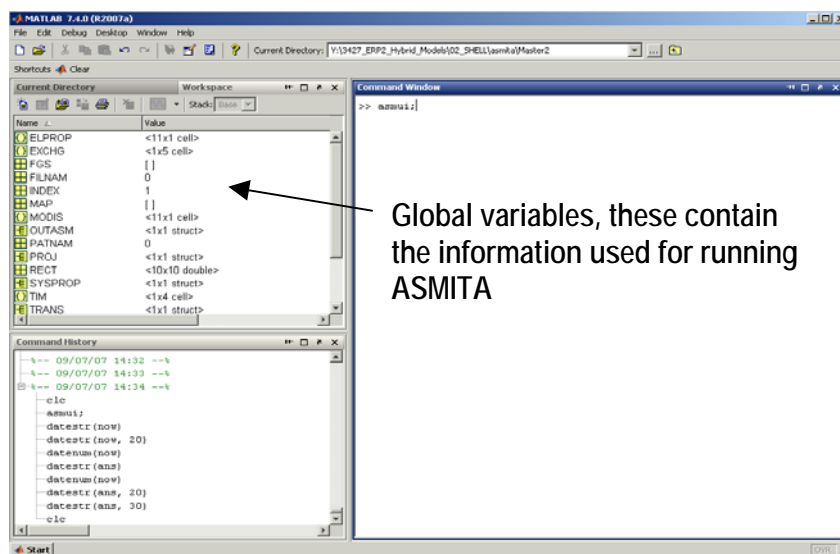 MATLAB 7.4.0 (R2007a)
File Edit Debug Desktop Window Help
Current Directory: V:\3427_ERP2_Hybrid_Models\02_SHELL\asmita\Master2
Shortcuts Clear
Current Directory Workspace
Stack: Base
Name Value
ELPROP <11x1 cell>
EXCHG <1x5 cell>
FGS [ ]
FILNAM 0
INDEX 1
MAP [ ]
MODIS <11x1 cell>
OUTASM <1x1 struct>
PATNAM 0
PROJ <1x1 struct>
RECT <10x10 double>
SYSPROP <1x1 struct>
TIM <1x4 cell>
TRANS <1x1 struct>
Command History
%-- 09/07/07 14:32 --%
%-- 09/07/07 14:33 --%
%-- 09/07/07 14:34 --%
clc
asmui;
datestr(now)
datestr(now, 20)
datenum(now)
datestr(ans)
datenum(now)
datestr(ans, 20)
datestr(ans, 30)
clc
Command Window
>> asmui;
Global variables, these contain
the information used for running
ASMITA
Start
OVR